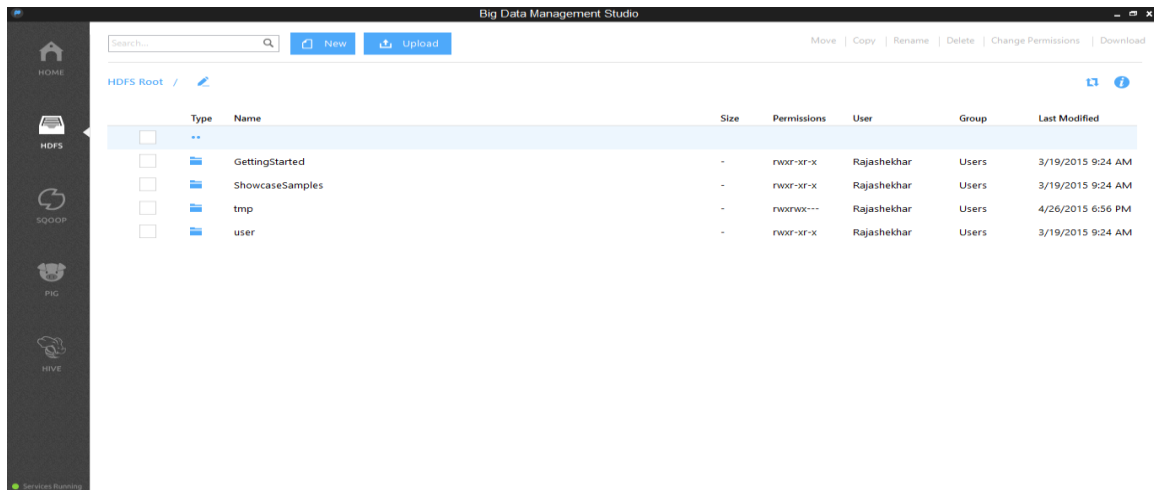 Big Data Management Studio
Search... New Upload Move | Copy | Rename | Delete | Change Permissions | Download
HOME
HDFS Root /
Type Name Size Permissions User Group Last Modified
HDFS
GettingStarted - rwxr-xr-x Rajashekhar Users 3/19/2015 9:24 AM
ShowcaseSamples - rwxr-xr-x Rajashekhar Users 3/19/2015 9:24 AM
tmp - rwxrwx--- Rajashekhar Users 4/26/2015 6:56 PM
user - rwxr-xr-x Rajashekhar Users 3/19/2015 9:24 AM
SQOOP
PIG
HIVE
Services Running